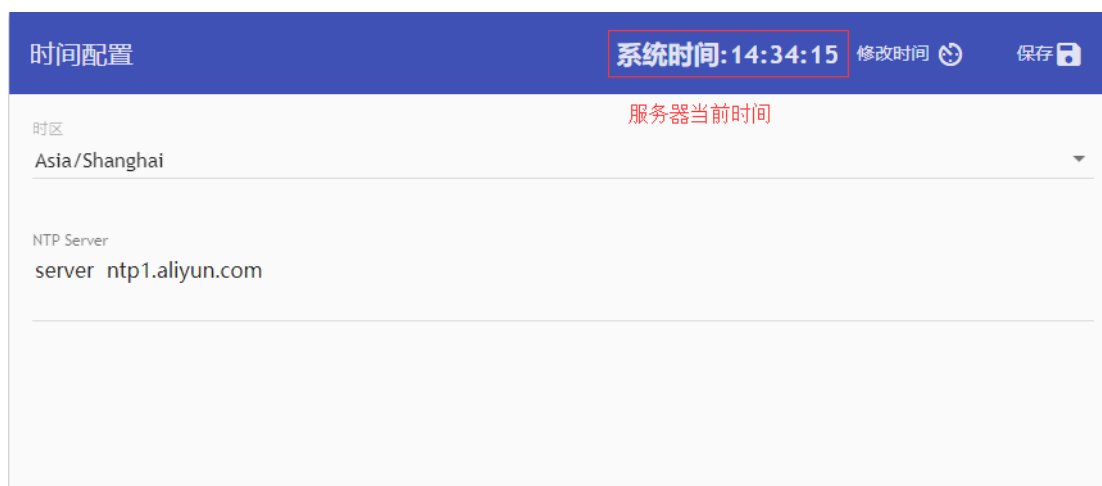 时间配置 系统时间:14:34:15 修改时间 保存
服务器当前时间
时区
Asia/Shanghai
NTP Server
server ntp1.aliyun.com